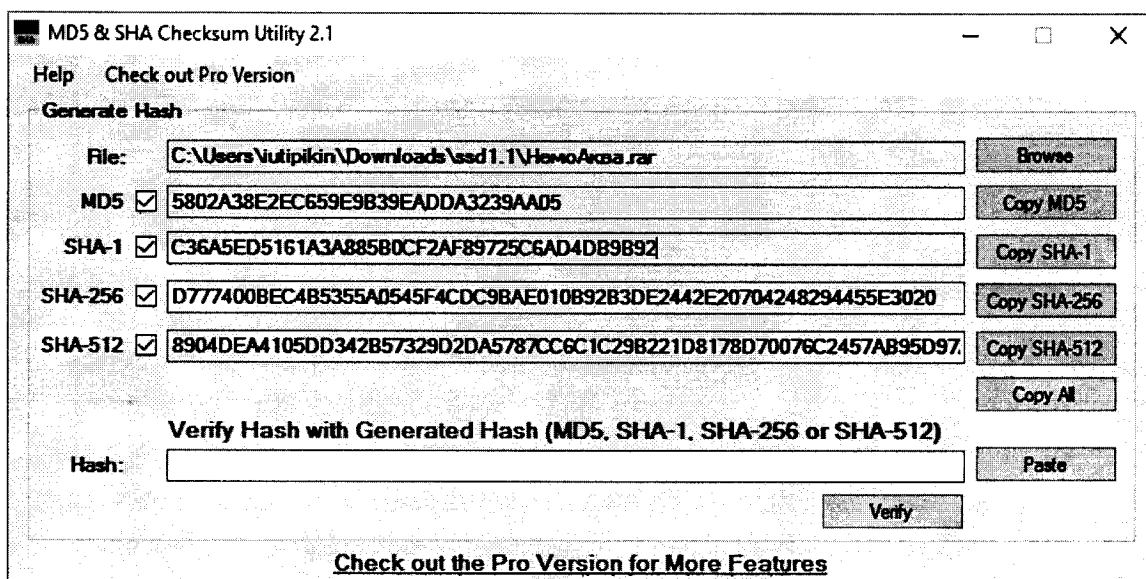 MD5 & SHA Checksum Utility 2.1
Help Check out Pro Version
Generate Hash
File: C:\Users\iutipikin\Downloads\ssd1.1\НемоАква.rar Browse
MD5 5802A38E2EC659E9B39EADDA3239AA05 Copy MD5
SHA-1 C36A5ED5161A3A885B0CF2AF89725C6AD4DB9B92 Copy SHA-1
SHA-256 D777400BEC4B5355A0545F4CDC9BAE010B92B3DE2442E20704248294455E3020 Copy SHA-256
SHA-512 8904DEA4105DD342B57329D2DA5787CC6C1C29B221D8178D70076C2457AB95D97. Copy SHA-512
Copy All
Verify Hash with Generated Hash (MD5, SHA-1, SHA-256 or SHA-512)
Hash: Paste
Verify
Check out the Pro Version for More Features